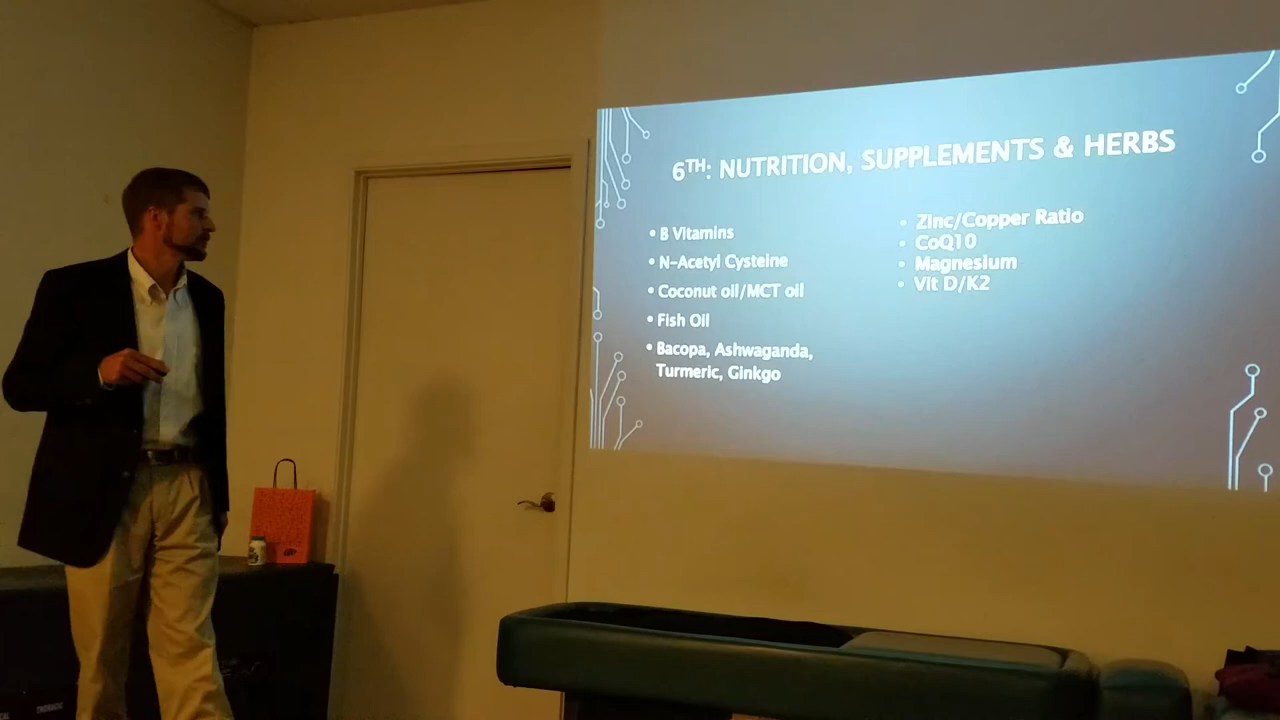 6TH: NUTRITION, SUPPLEMENTS & HERBS
• B Vitamins
• N-Acetyl Cysteine
• Coconut oil/MCT oil
• Fish Oil
• Bacopa, Ashwaganda,
Turmeric, Ginkgo
• Zinc/Copper Ratio
• CoQ10
• Magnesium
• Vit D/K2